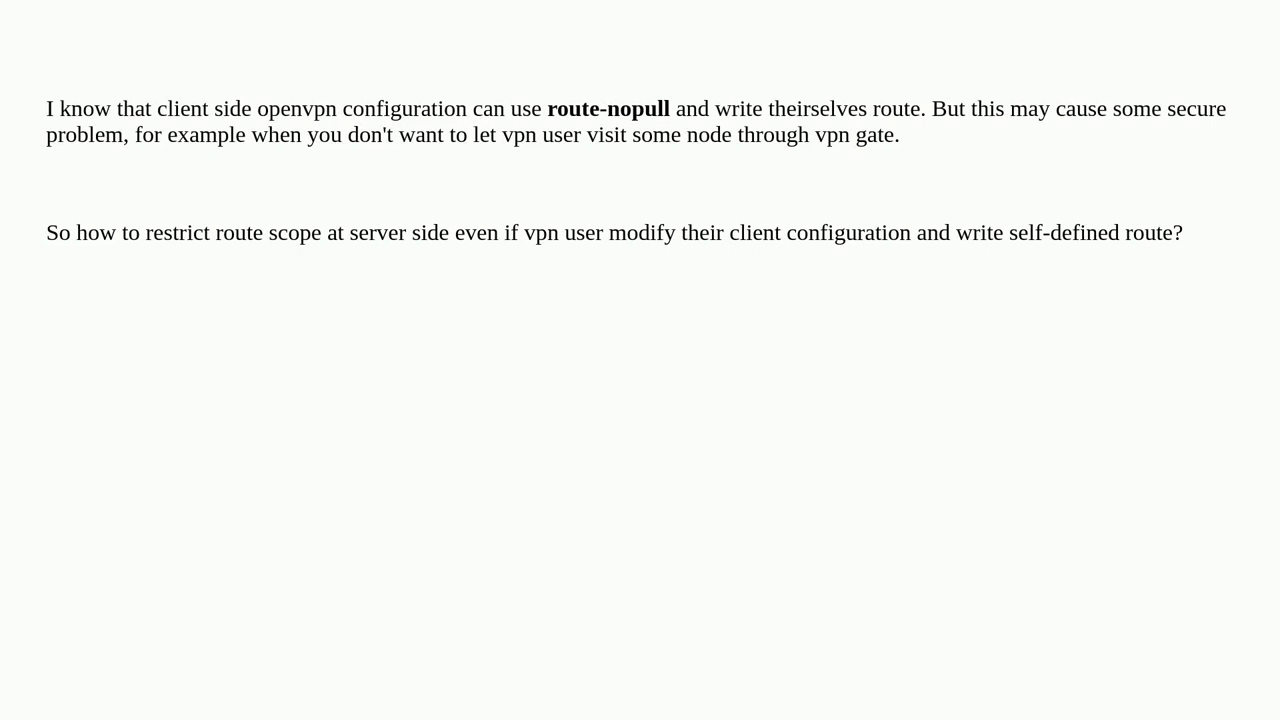 I know that client side openvpn configuration can use route-nopull and write theirselves route. But this may cause some secure
problem, for example when you don't want to let vpn user visit some node through vpn gate.
So how to restrict route scope at server side even if vpn user modify their client configuration and write self-defined route?